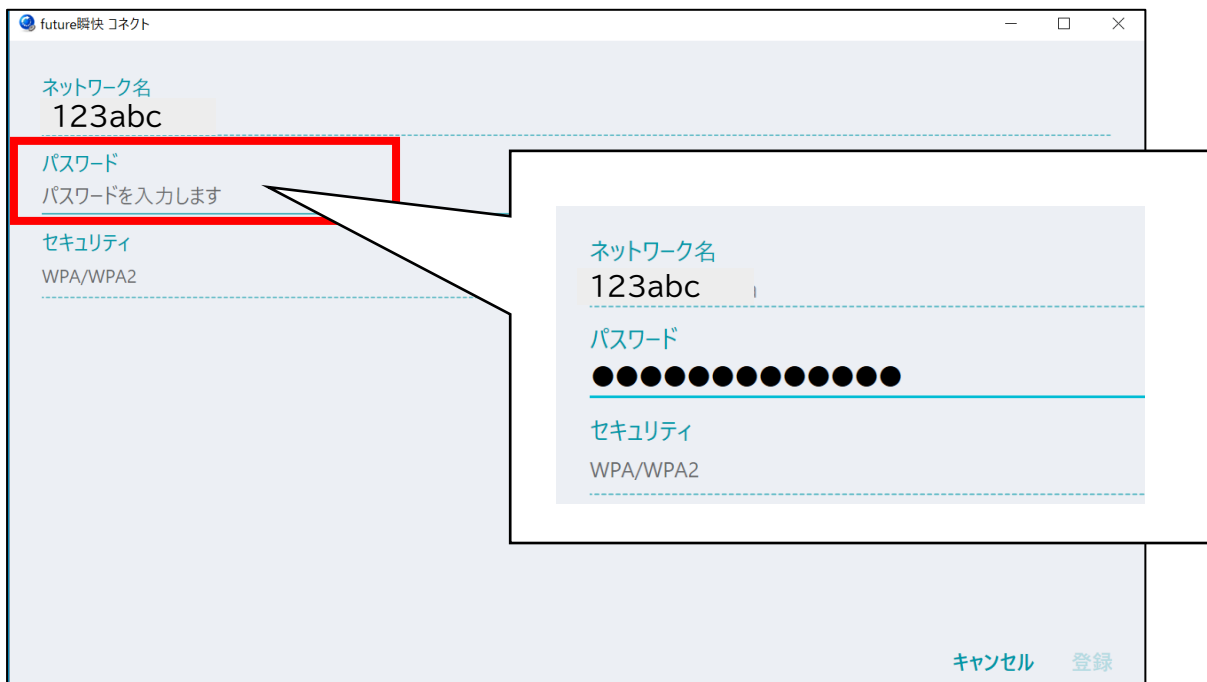 future瞬快 コネクト
ネットワーク名
123abc
パスワード
パスワードを入力します
セキュリティ
WPA/WPA2
ネットワーク名
123abc
パスワード
●●●●●●●●●●●●●
セキュリティ
WPA/WPA2
キャンセル 登録